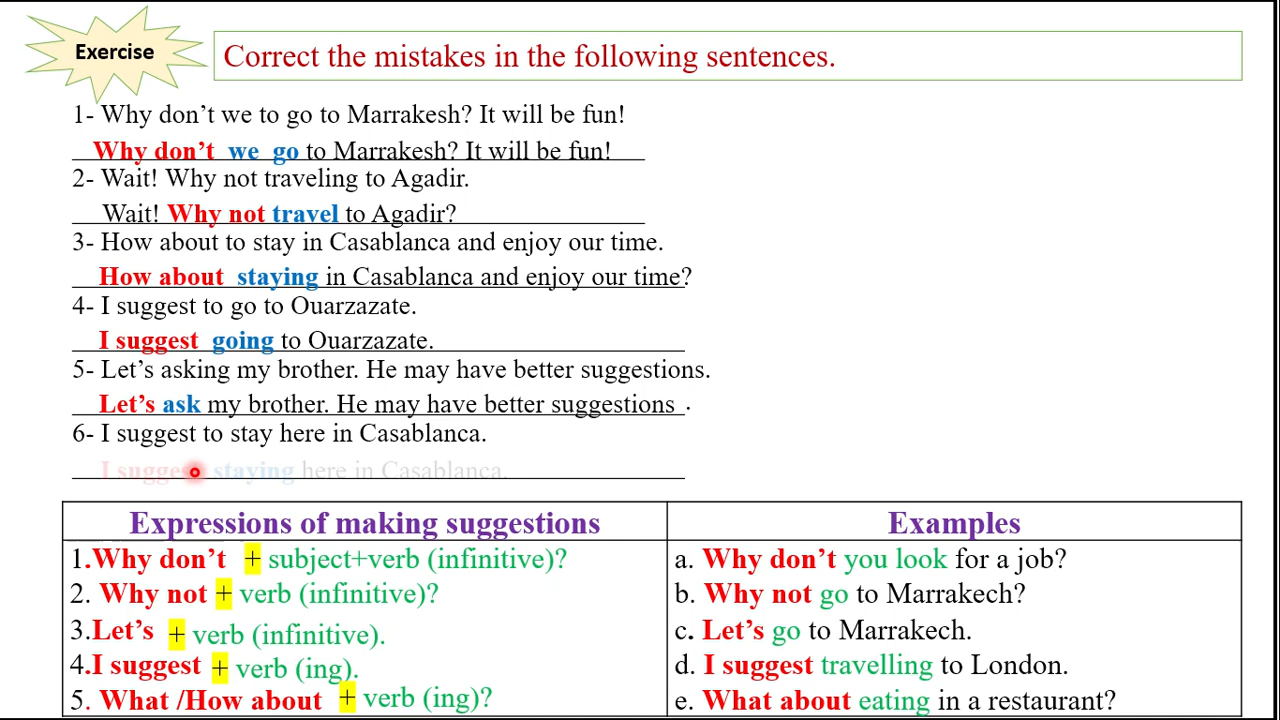 Exercise
Correct the mistakes in the following sentences.
1- Why don’t we to go to Marrakesh? It will be fun!
Why don’t we go to Marrakesh? It will be fun!
2- Wait! Why not traveling to Agadir.
Wait! Why not travel to Agadir?
3- How about to stay in Casablanca and enjoy our time.
How about staying in Casablanca and enjoy our time?
4- I suggest to go to Ouarzazate.
I suggest going to Ouarzazate.
5- Let’s asking my brother. He may have better suggestions.
Let’s ask my brother. He may have better suggestions .
6- I suggest to stay here in Casablanca.
I suggest staying here in Casablanca.
Expressions of making suggestions Examples
1.Why don’t + subject+verb (infinitive)? a. Why don’t you look for a job?
2. Why not + verb (infinitive)? b. Why not go to Marrakech?
3.Let’s + verb (infinitive). c. Let’s go to Marrakech.
4.I suggest + verb (ing). d. I suggest travelling to London.
5. What /How about + verb (ing)? e. What about eating in a restaurant?